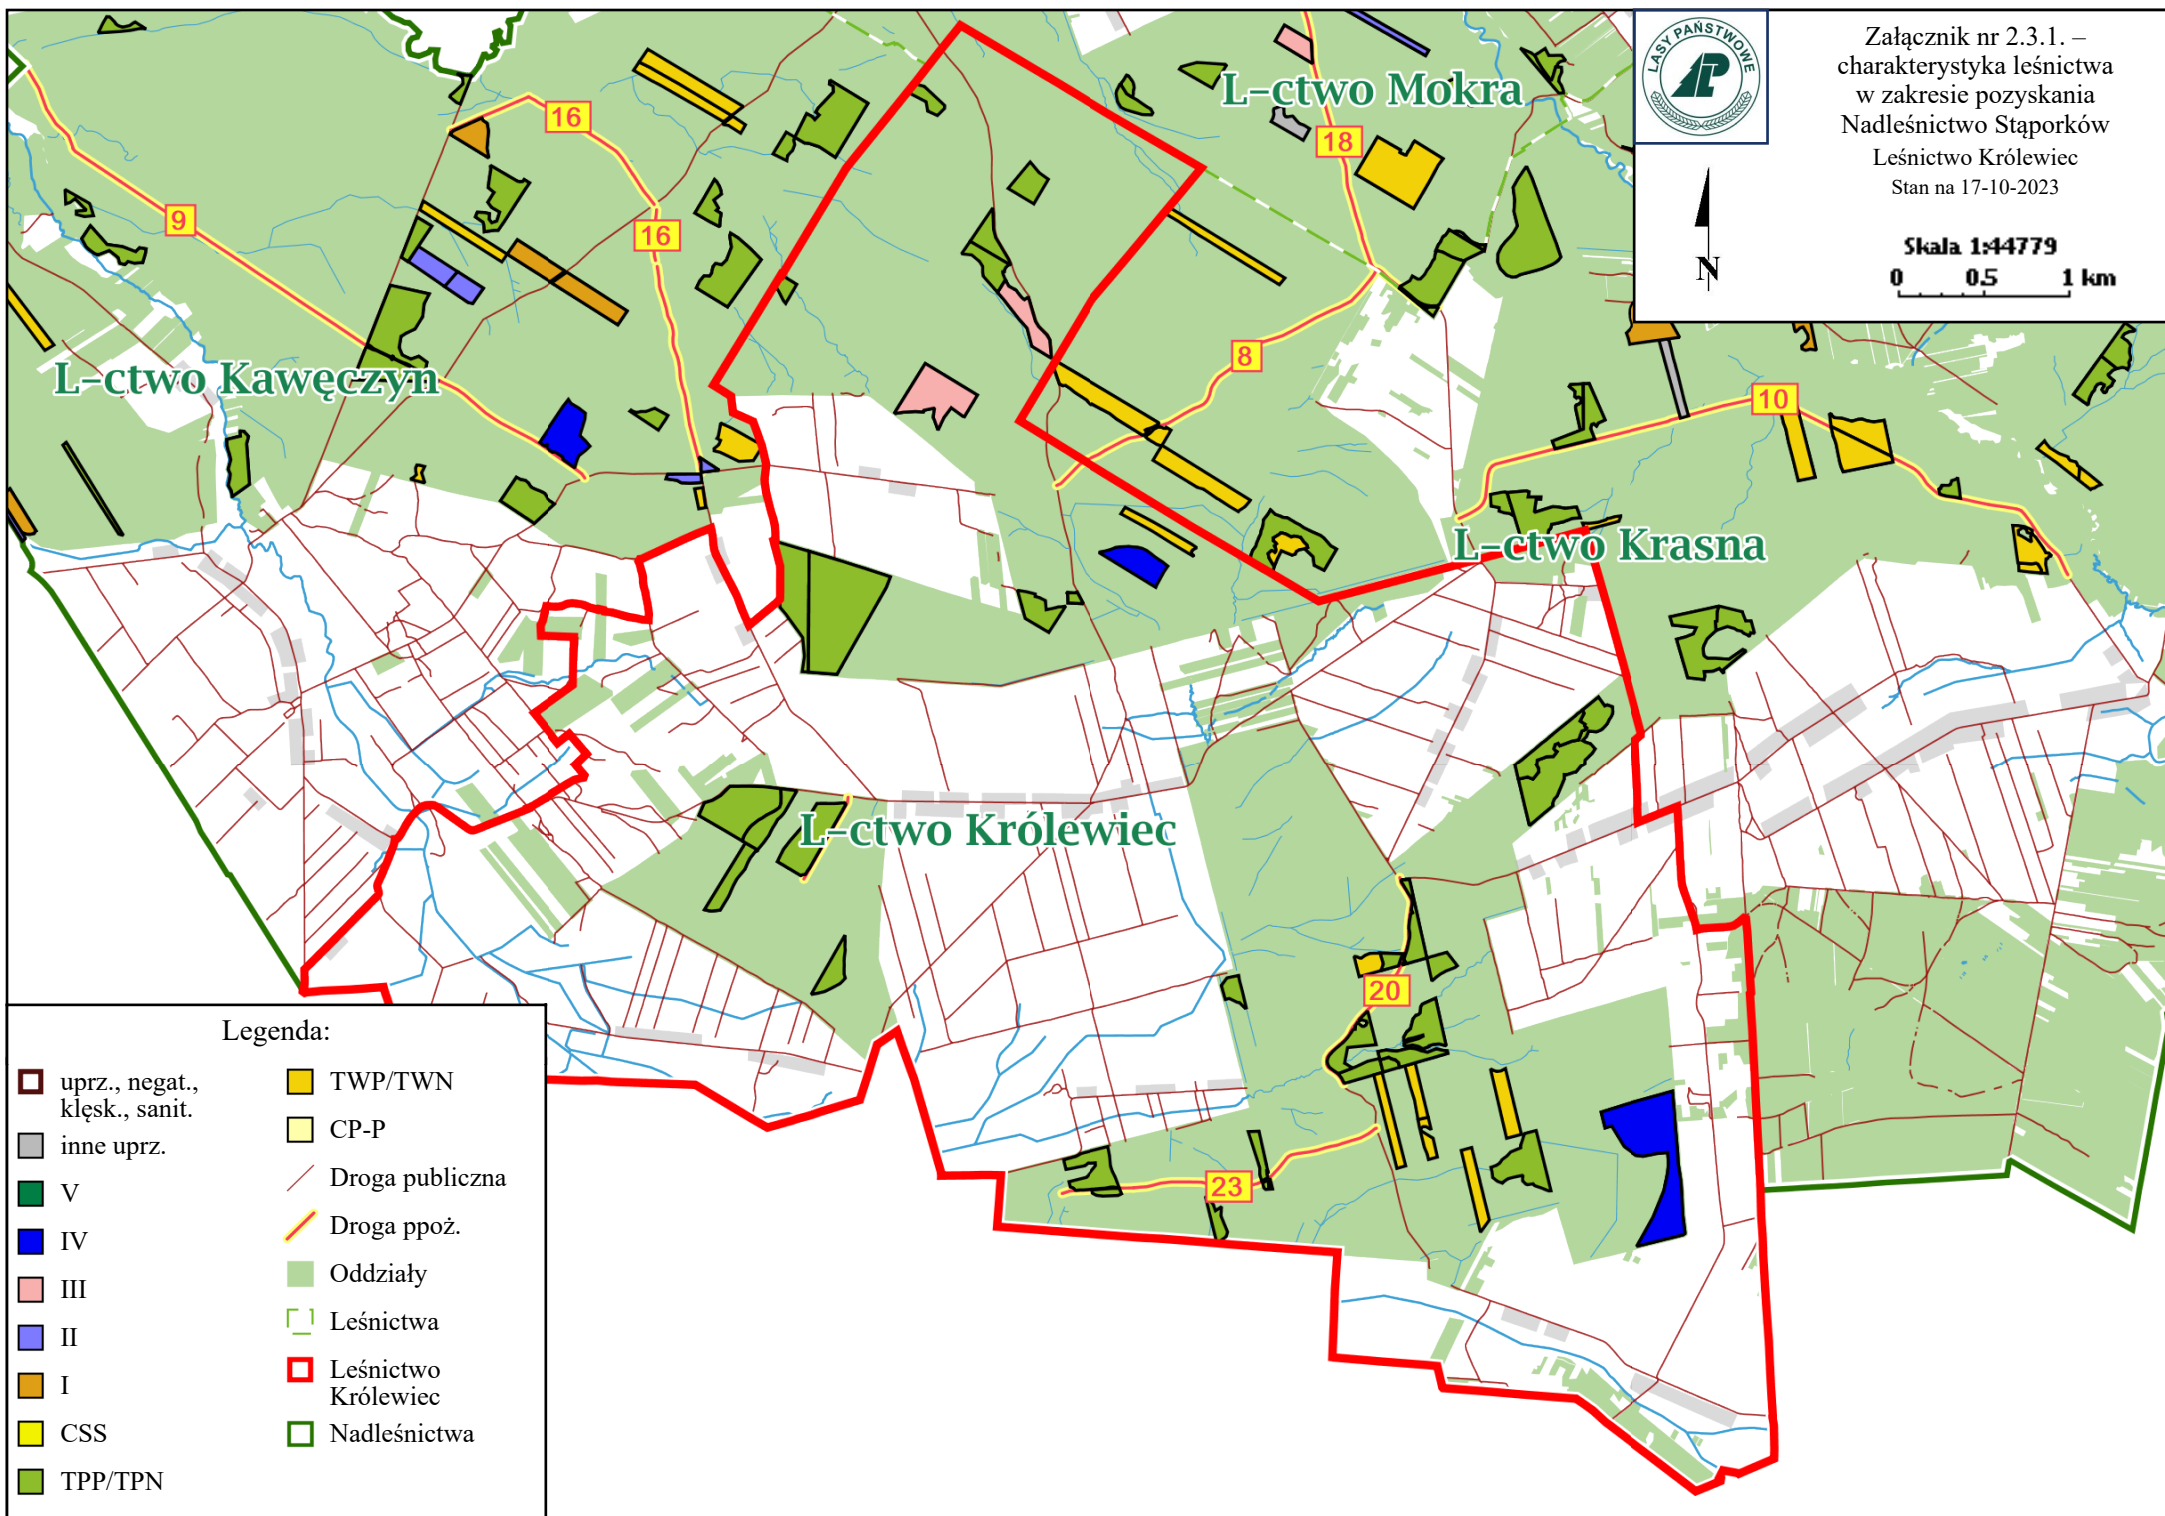 LASY PAŃSTWOWE
LP
Załącznik nr 2.3.1. –
charakterystyka leśnictwa
w zakresie pozyskania
Nadleśnictwo Stąporków
Leśnictwo Królewiec
Stan na 17-10-2023
N
Skala 1:44779
0 0.5 1 km
L-ctwo Mokra
16
18
9
16
8
L-ctwo Kawęczyn
10
L-ctwo Krasna
L-ctwo Królewiec
20
23
Legenda:
uprz., negat.,
klęsk., sanit.
inne uprz.
V
IV
III
II
I
CSS
TPP/TPN
TWP/TWN
CP-P
Droga publiczna
Droga ppoż.
Oddziały
Leśnictwa
Leśnictwo
Królewiec
Nadleśnictwa